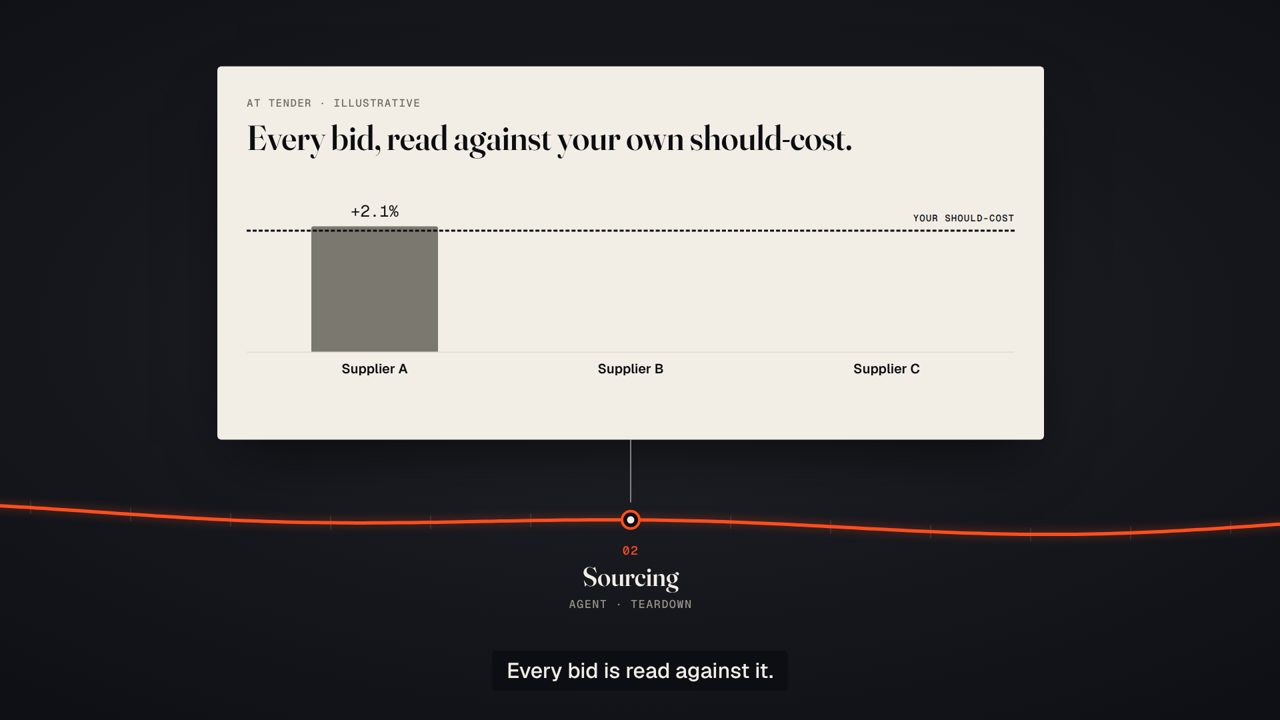 AT TENDER · ILLUSTRATIVE
Every bid, read against your own should-cost.
+2.1%
YOUR SHOULD-COST
Supplier A
Supplier B
Supplier C
02
Sourcing
AGENT · TEARDOWN
Every bid is read against it.